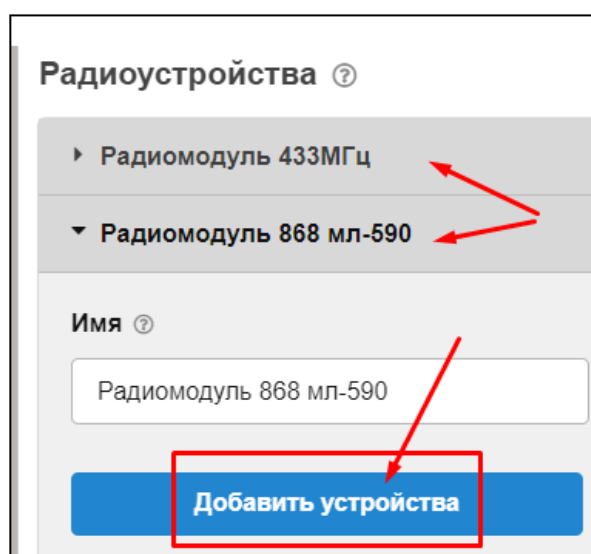 Радиоустройства ?
Радиомодуль 433МГц
Радиомодуль 868 мл-590
Имя ?
Радиомодуль 868 мл-590
Добавить устройства